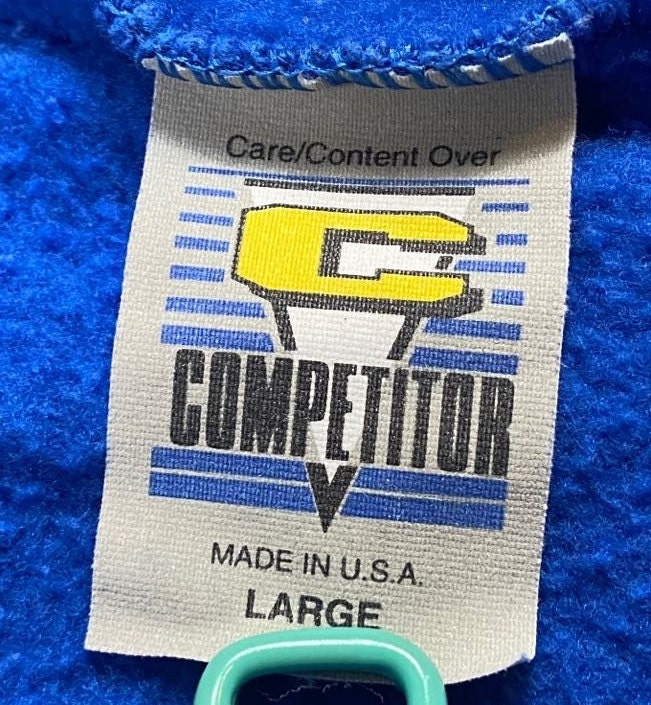 Care/Content Over
C
COMPETITOR
MADE IN U.S.A.
LARGE